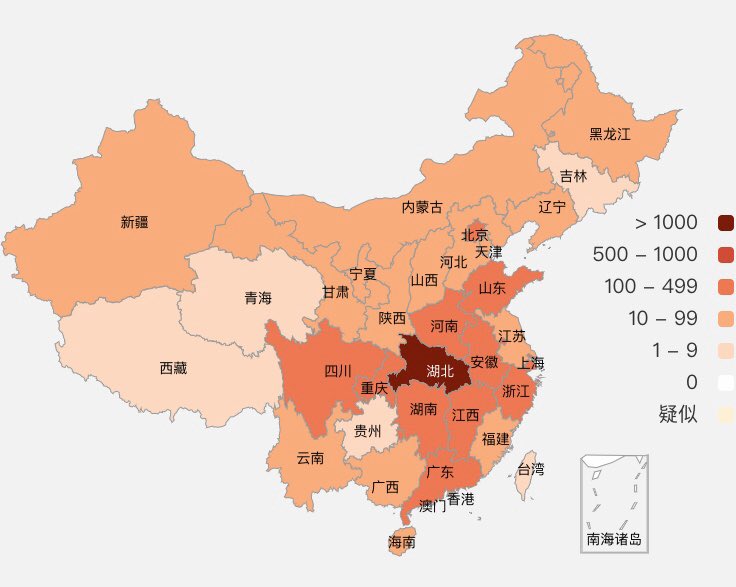 黑龙江
吉林
辽宁
内蒙古
新疆
北京
天津
河北
宁夏
山西
甘肃
青海
山东
陕西
河南
江苏
西藏
四川
湖北
安徽
上海
重庆
浙江
湖南
江西
贵州
福建
云南
广西
广东
台湾
澳门
香港
海南
南海诸岛
> 1000
500 – 1000
100 – 499
10 – 99
1 – 9
0
疑似